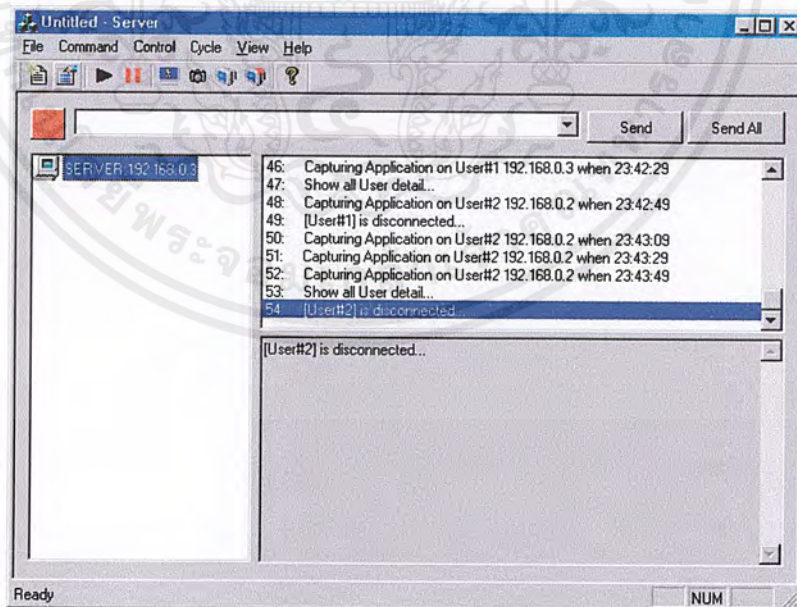 Untitled - Server
File Command Control Cycle View Help
Send Send All
SERVER:192.168.0.3
46: Capturing Application on User#1 192.168.0.3 when 23:42:29
47: Show all User detail...
48: Capturing Application on User#2 192.168.0.2 when 23:42:49
49: [User#1] is disconnected...
50: Capturing Application on User#2 192.168.0.2 when 23:43:09
51: Capturing Application on User#2 192.168.0.2 when 23:43:29
52: Capturing Application on User#2 192.168.0.2 when 23:43:49
53: Show all User detail...
54: [User#2] is disconnected...
[User#2] is disconnected...
Ready NUM